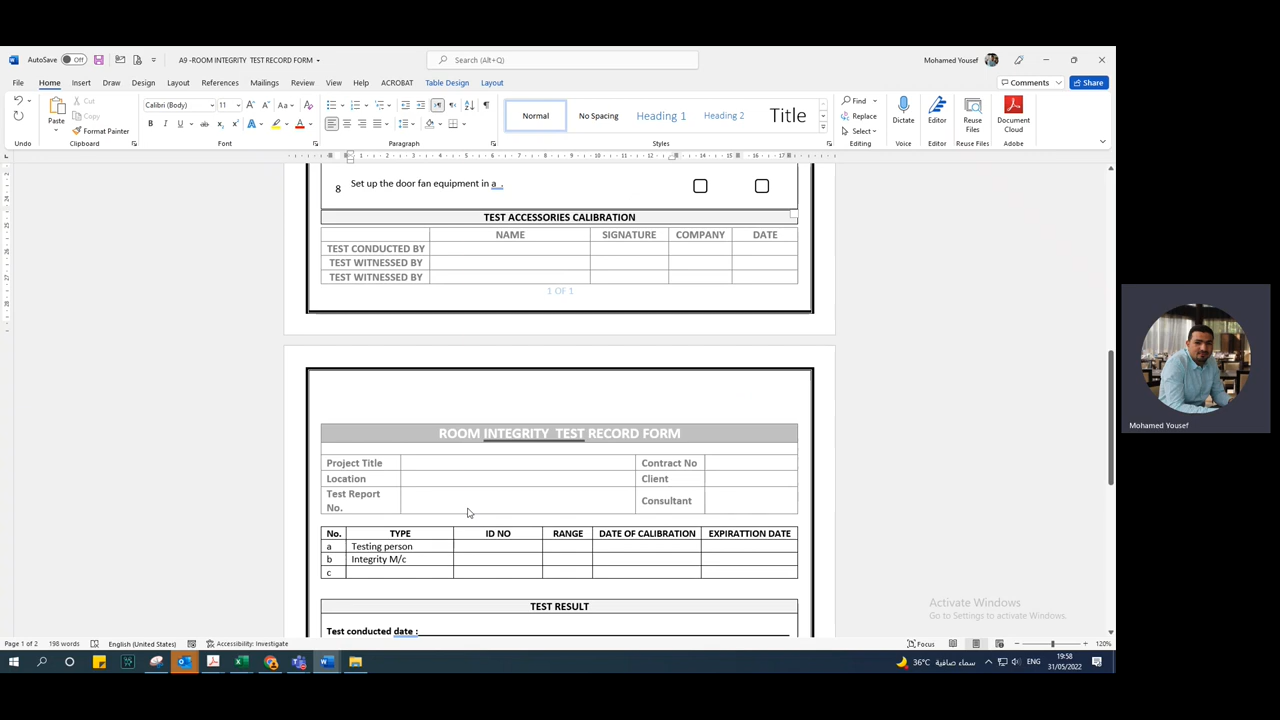 AutoSave Off A9 -ROOM INTEGRITY TEST RECORD FORM Search (Alt+Q) Mohamed Yousef
File Home Insert Draw Design Layout References Mailings Review View Help ACROBAT Table Design Layout Comments Share
Paste Cut Copy Format Painter Calibri (Body) 11 Normal No Spacing Heading 1 Heading 2 Title Find Replace Select Dictate Editor Reuse Files Document Cloud
Undo Clipboard Font Paragraph Styles Editing Voice Editor Reuse Files Adobe
8 Set up the door fan equipment in a .
TEST ACCESSORIES CALIBRATION
NAME SIGNATURE COMPANY DATE
TEST CONDUCTED BY
TEST WITNESSED BY
TEST WITNESSED BY
1 OF 1
ROOM INTEGRITY TEST RECORD FORM
Project Title Contract No
Location Client
Test Report No. Consultant
No. TYPE ID NO RANGE DATE OF CALIBRATION EXPIRATTION DATE
a Testing person
b Integrity M/c
c
TEST RESULT
Test conducted date :
Activate Windows
Go to Settings to activate Windows.
Mohamed Yousef
Page 1 of 2 198 words English (United States) Accessibility: Investigate Focus 120%
36°C سماء صافية ENG 19:58
31/05/2022